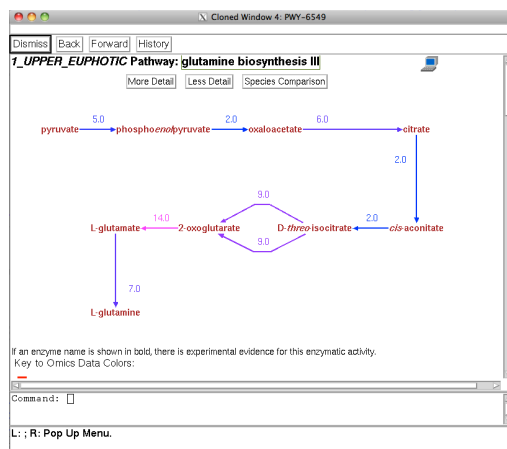 Cloned Window 4: PWY-6549
Dismiss Back Forward History
1_UPPER_EUPHOTIC Pathway: glutamine biosynthesis III
More Detail Less Detail Species Comparison
5.0 2.0 6.0
pyruvate phosphoenolpyruvate oxaloacetate citrate
2.0
9.0
14.0 2.0
L-glutamate 2-oxoglutarate D-threo-isocitrate cis-aconitate
9.0
7.0
L-glutamine
If an enzyme name is shown in bold, there is experimental evidence for this enzymatic activity.
Key to Omics Data Colors:
Command:
L: ; R: Pop Up Menu.